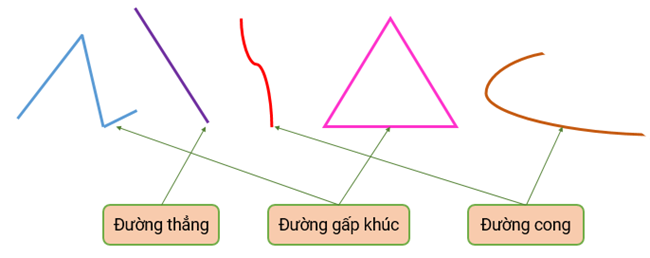 Đường thẳng
Đường gấp khúc
Đường cong